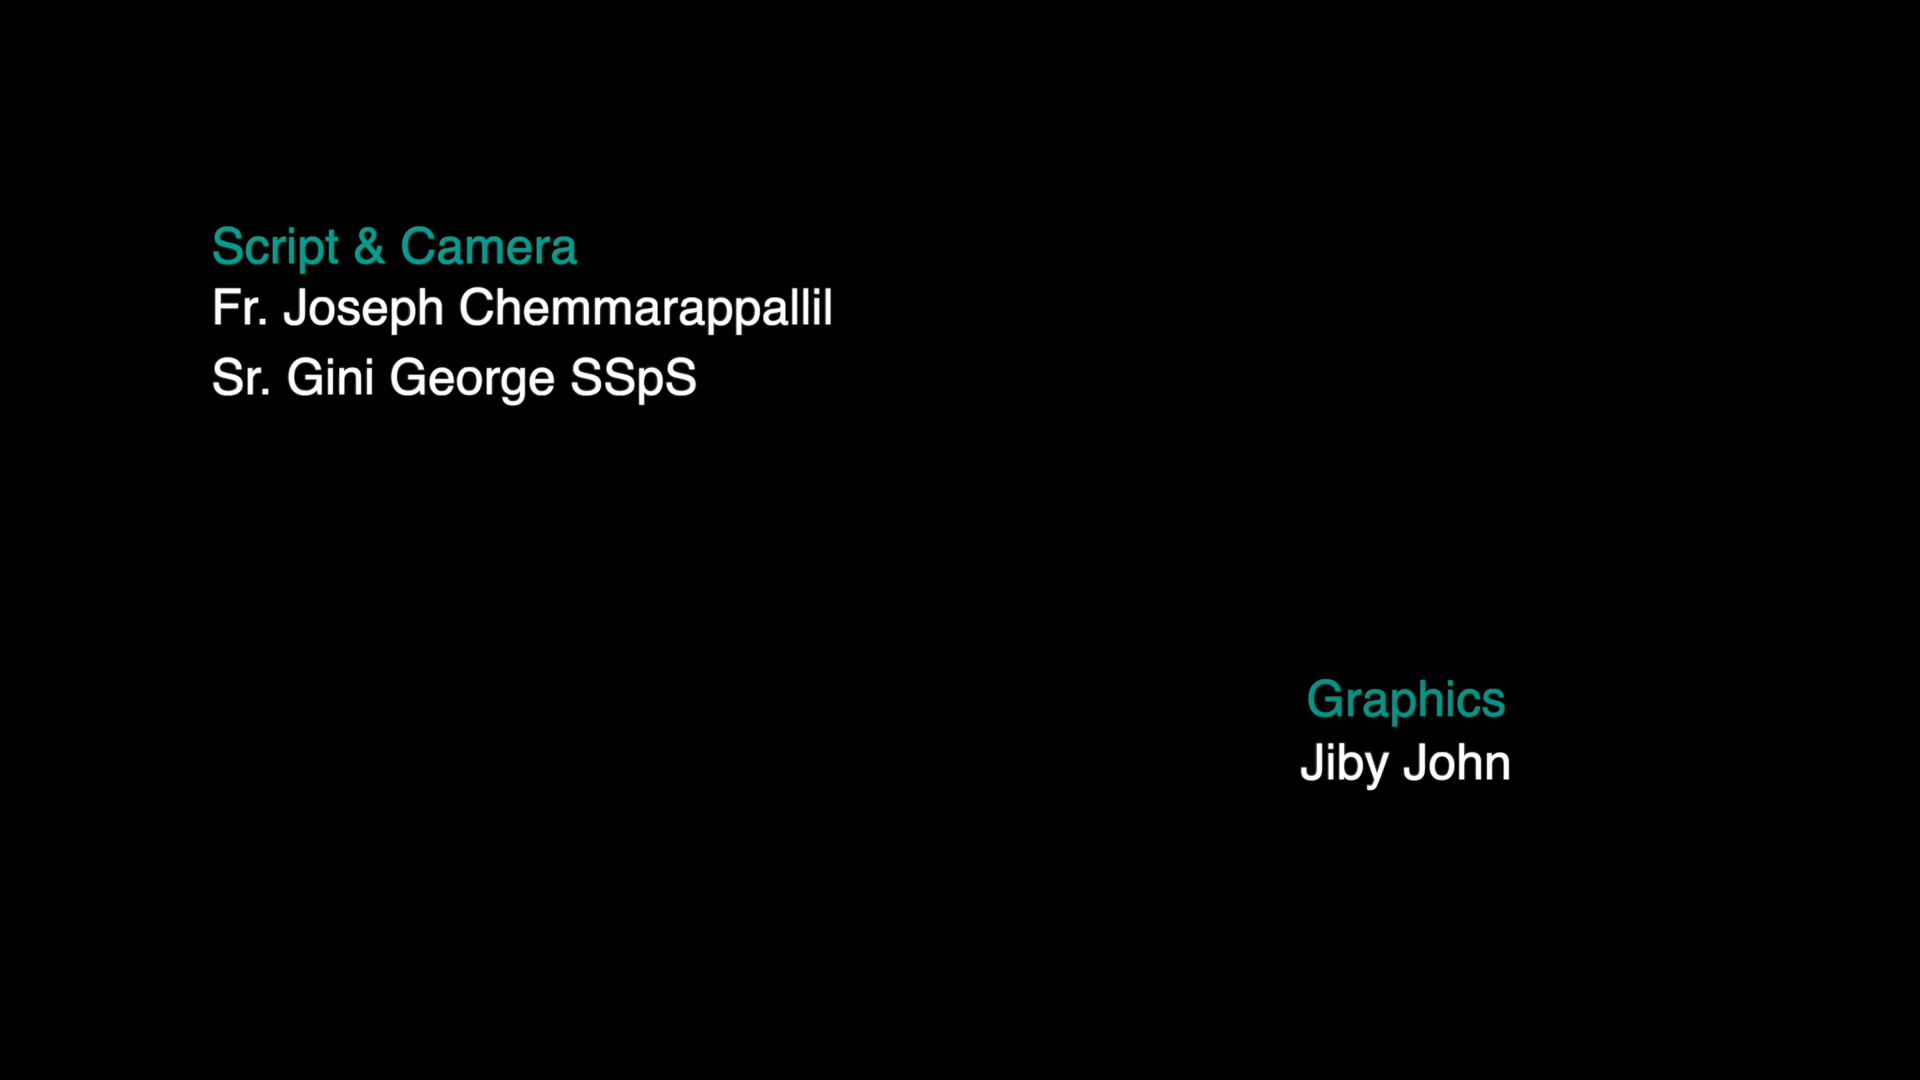 Script & Camera
Fr. Joseph Chemmarappallil
Sr. Gini George SSpS
Graphics
Jiby John